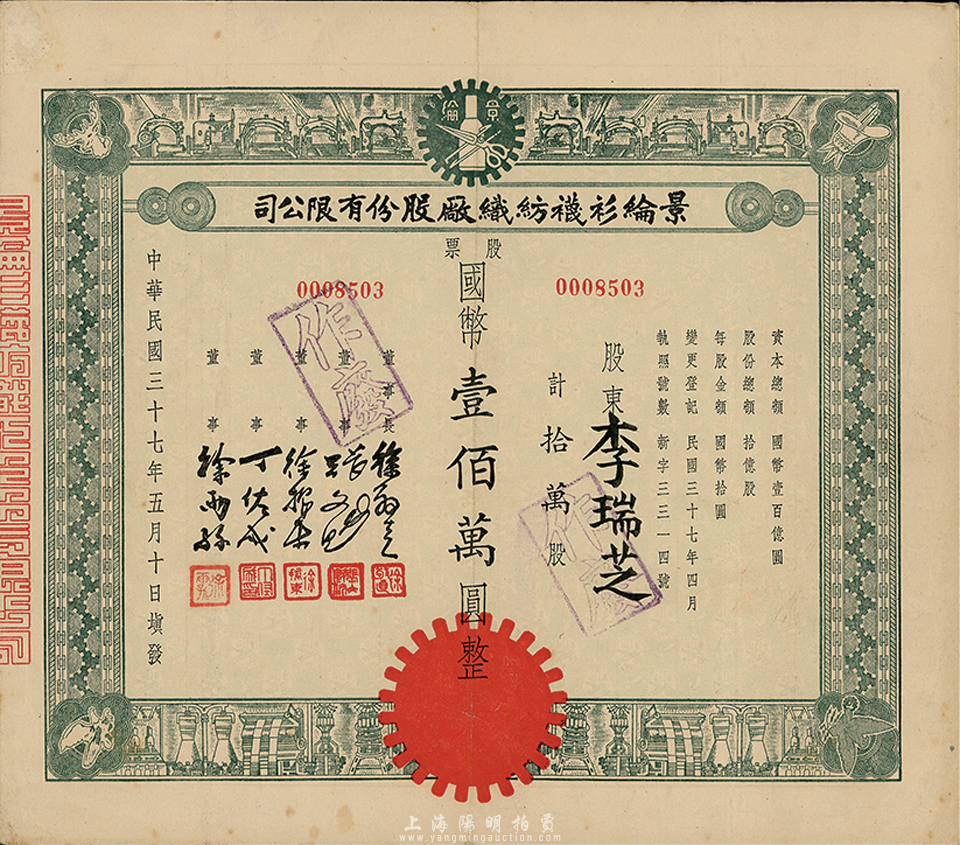 景綸
景綸衫襪紡織廠股份有限公司
股票
0008503
0008503
資本總額 國幣壹百億圓
股份總額 拾億股
每股金額 國幣拾圓
變更登記 民國三十七年四月
執照號數 新字三三一四號
股東 李瑞芝
計拾萬股
國幣壹佰萬圓整
作廢
作廢
董事長
董事
董事
董事
董事
中華民國三十七年五月十日填發
上海陽明拍賣
www.yangmingauction.com